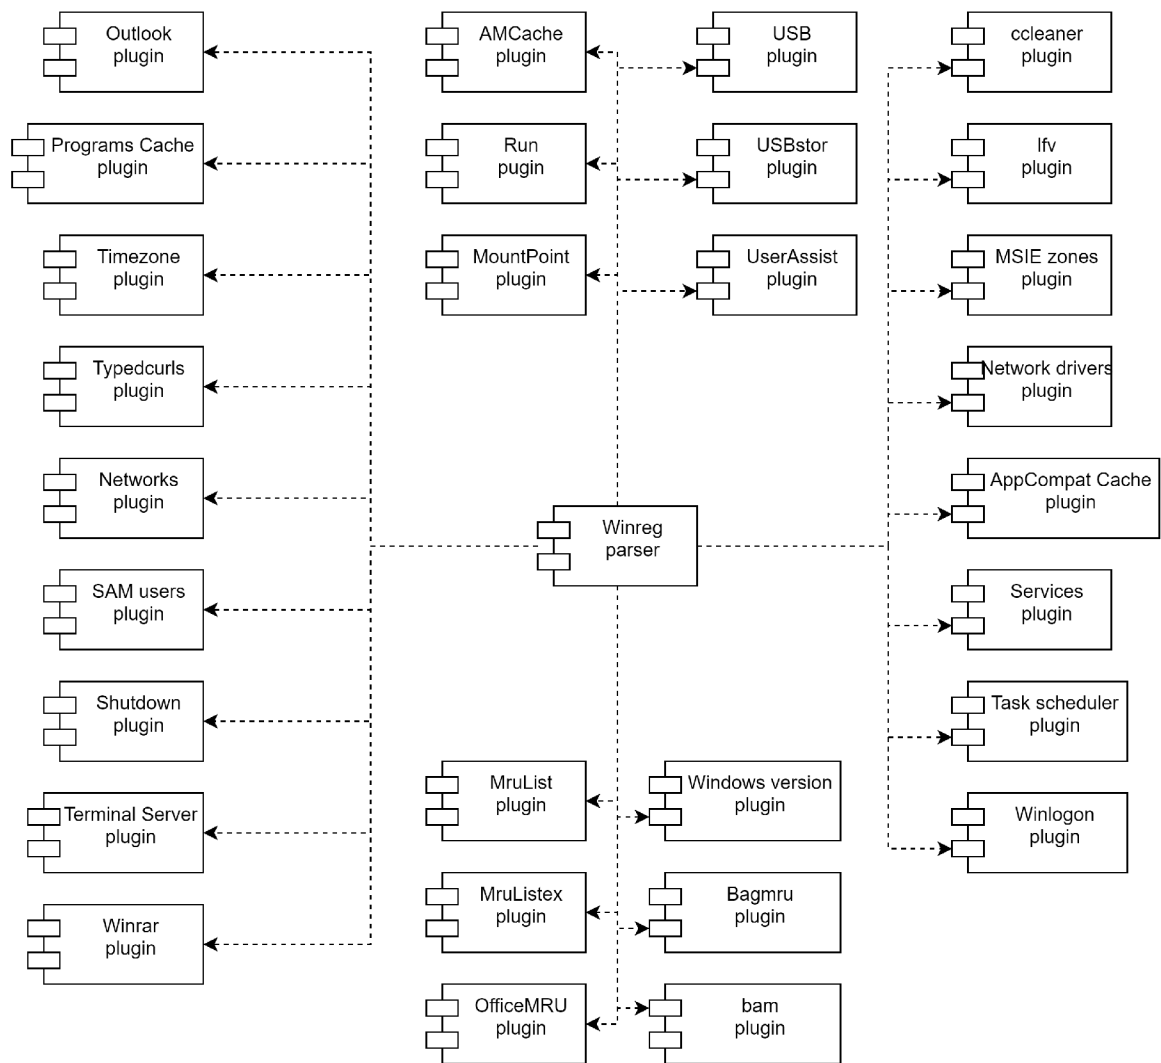 Outlook
plugin
AMCache
plugin
USB
plugin
ccleaner
plugin
Programs Cache
plugin
Run
pugin
USBstor
plugin
lfv
plugin
Timezone
plugin
MountPoint
plugin
UserAssist
plugin
MSIE zones
plugin
Typedcurls
plugin
Network drivers
plugin
Networks
plugin
AppCompat Cache
plugin
Winreg
parser
SAM users
plugin
Services
plugin
Shutdown
plugin
Task scheduler
plugin
MruList
plugin
Windows version
plugin
Terminal Server
plugin
Winlogon
plugin
MruListex
plugin
Bagmru
plugin
Winrar
plugin
OfficeMRU
plugin
bam
plugin